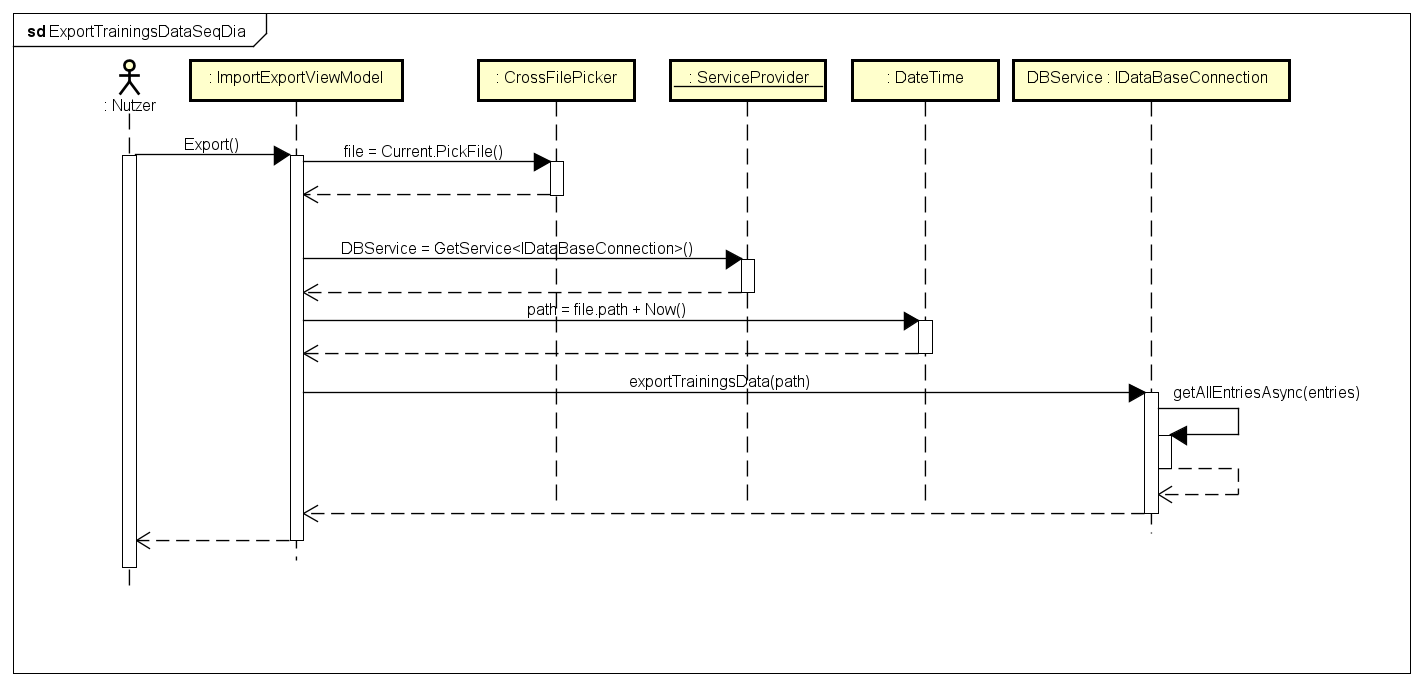 sd ExportTrainingsDataSeqDia
: Nutzer
: ImportExportViewModel
: CrossFilePicker
: ServiceProvider
: DateTime
DBService : IDataBaseConnection
Export()
file = Current.PickFile()
DBService = GetService<IDataBaseConnection>()
path = file.path + Now()
exportTrainingsData(path)
getAllEntriesAsync(entries)